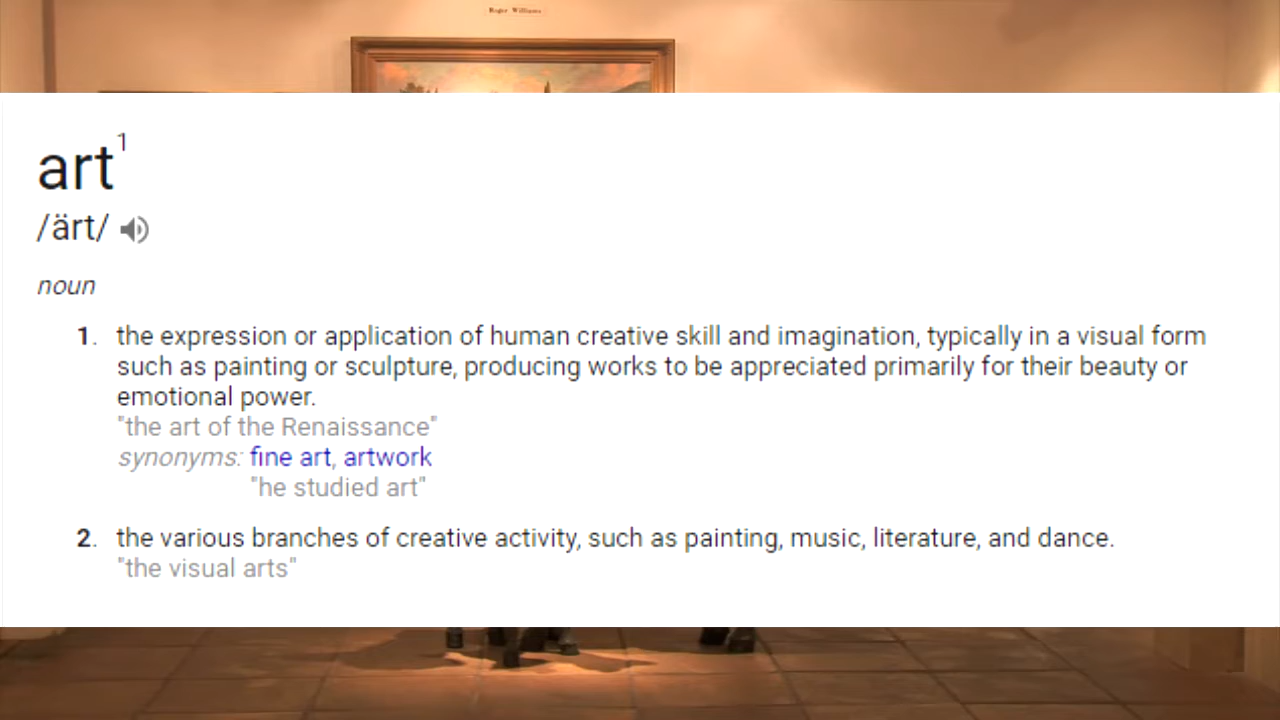 Roger Williams
art1
/ärt/
noun
1. the expression or application of human creative skill and imagination, typically in a visual form
such as painting or sculpture, producing works to be appreciated primarily for their beauty or
emotional power.
"the art of the Renaissance"
synonyms: fine art, artwork
"he studied art"
2. the various branches of creative activity, such as painting, music, literature, and dance.
"the visual arts"